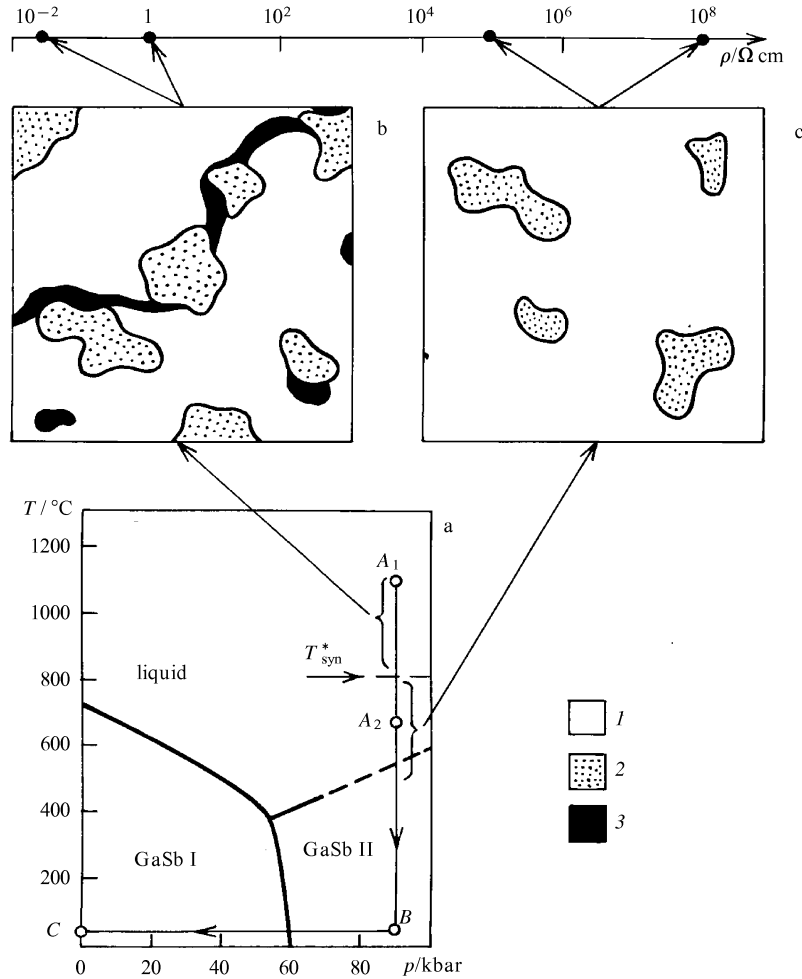 10⁻² 1 10² 10⁴ 10⁶ 10⁸
ρ/Ω cm
b
c
T / °C
a
1200
A₁
1000
T*syn
liquid
800
1
A₂
600
2
400
3
GaSb I
GaSb II
200
C
B
0 20 40 60 80 p/kbar